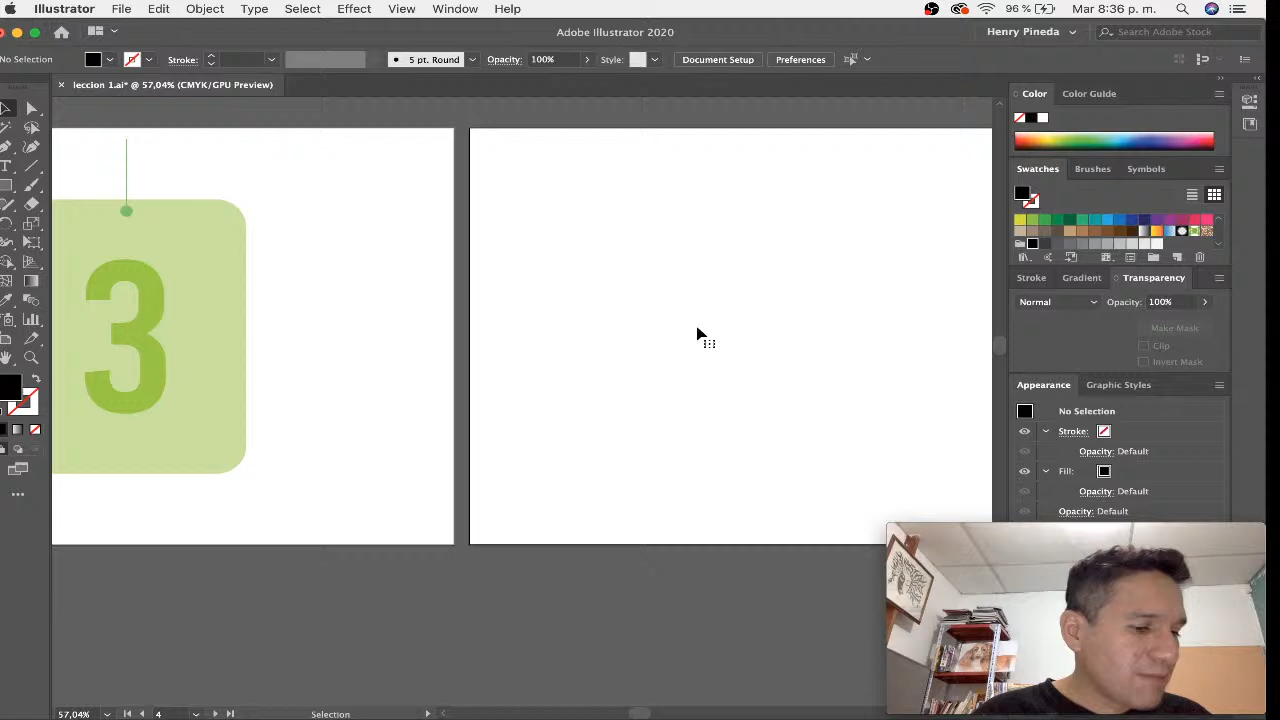 Illustrator File Edit Object Type Select Effect View Window Help 96 % Mar 8:36 p. m.
Adobe Illustrator 2020 Henry Pineda Search Adobe Stock
No Selection Stroke: 5 pt. Round Opacity: 100% Style: Document Setup Preferences
leccion 1.ai* @ 57,04% (CMYK/GPU Preview)
3
Color Color Guide
Swatches Brushes Symbols
Stroke Gradient Transparency
Normal Opacity: 100%
Make Mask
Clip
Invert Mask
Appearance Graphic Styles
No Selection
Stroke:
Opacity: Default
Fill:
Opacity: Default
Opacity: Default
57,04% 4 Selection